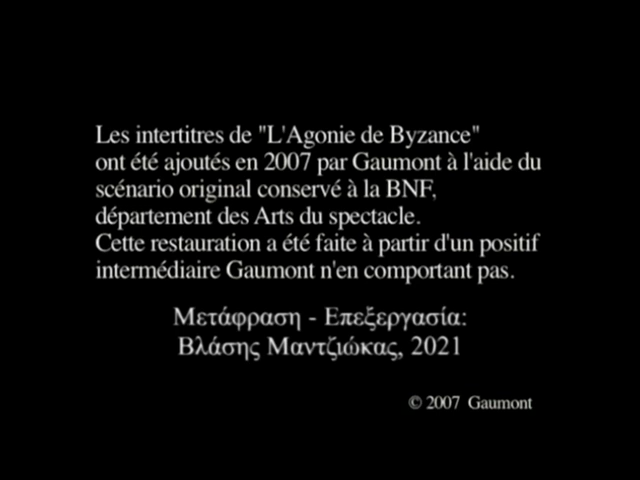 Les intertitres de "L'Agonie de Byzance"
ont été ajoutés en 2007 par Gaumont à l'aide du
scénario original conservé à la BNF,
département des Arts du spectacle.
Cette restauration a été faite à partir d'un positif
intermédiaire Gaumont n'en comportant pas.
Μετάφραση - Επεξεργασία:
Βλάσης Μαντζιώκας, 2021
© 2007 Gaumont